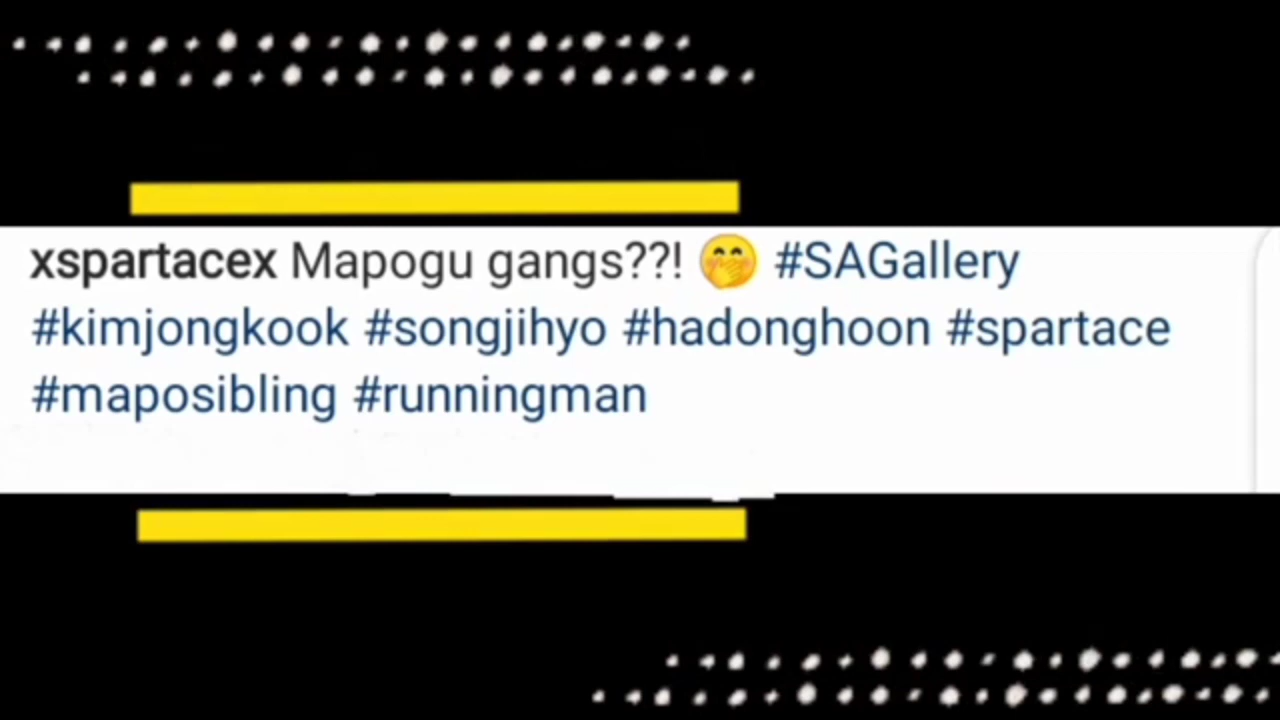 xspartacex Mapogu gangs??! 🤭 #SAGallery
#kimjongkook #songjihyo #hadonghoon #spartace
#maposibling #runningman